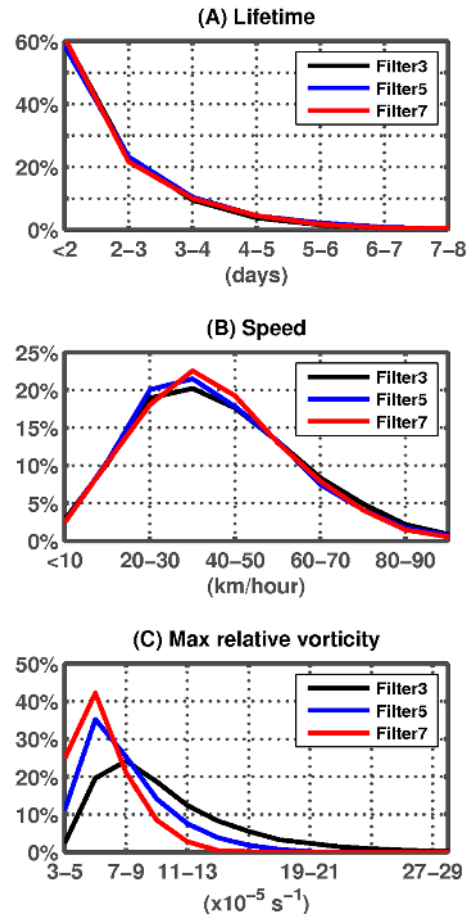 (A) Lifetime
60%
40%
20%
0%
Filter3
Filter5
Filter7
<2 2–3 3–4 4–5 5–6 6–7 7–8
(days)
(B) Speed
25%
20%
15%
10%
5%
0%
Filter3
Filter5
Filter7
<10 20–30 40–50 60–70 80–90
(km/hour)
(C) Max relative vorticity
50%
40%
30%
20%
10%
0%
Filter3
Filter5
Filter7
3–5 7–9 11–13 19–21 27–29
(x10⁻⁵ s⁻¹)